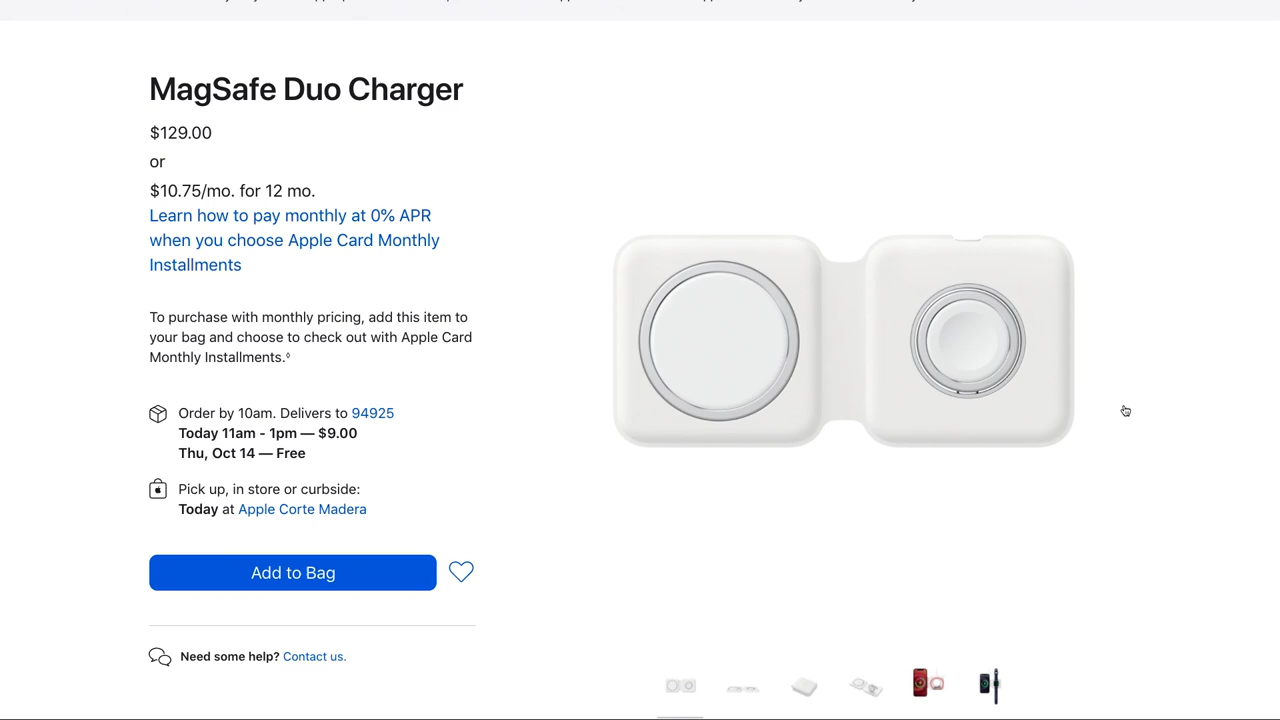 MagSafe Duo Charger
$129.00
or
$10.75/mo. for 12 mo.
Learn how to pay monthly at 0% APR
when you choose Apple Card Monthly
Installments
To purchase with monthly pricing, add this item to
your bag and choose to check out with Apple Card
Monthly Installments.◊
Order by 10am. Delivers to 94925
Today 11am - 1pm — $9.00
Thu, Oct 14 — Free
Pick up, in store or curbside:
Today at Apple Corte Madera
Add to Bag
Need some help? Contact us.